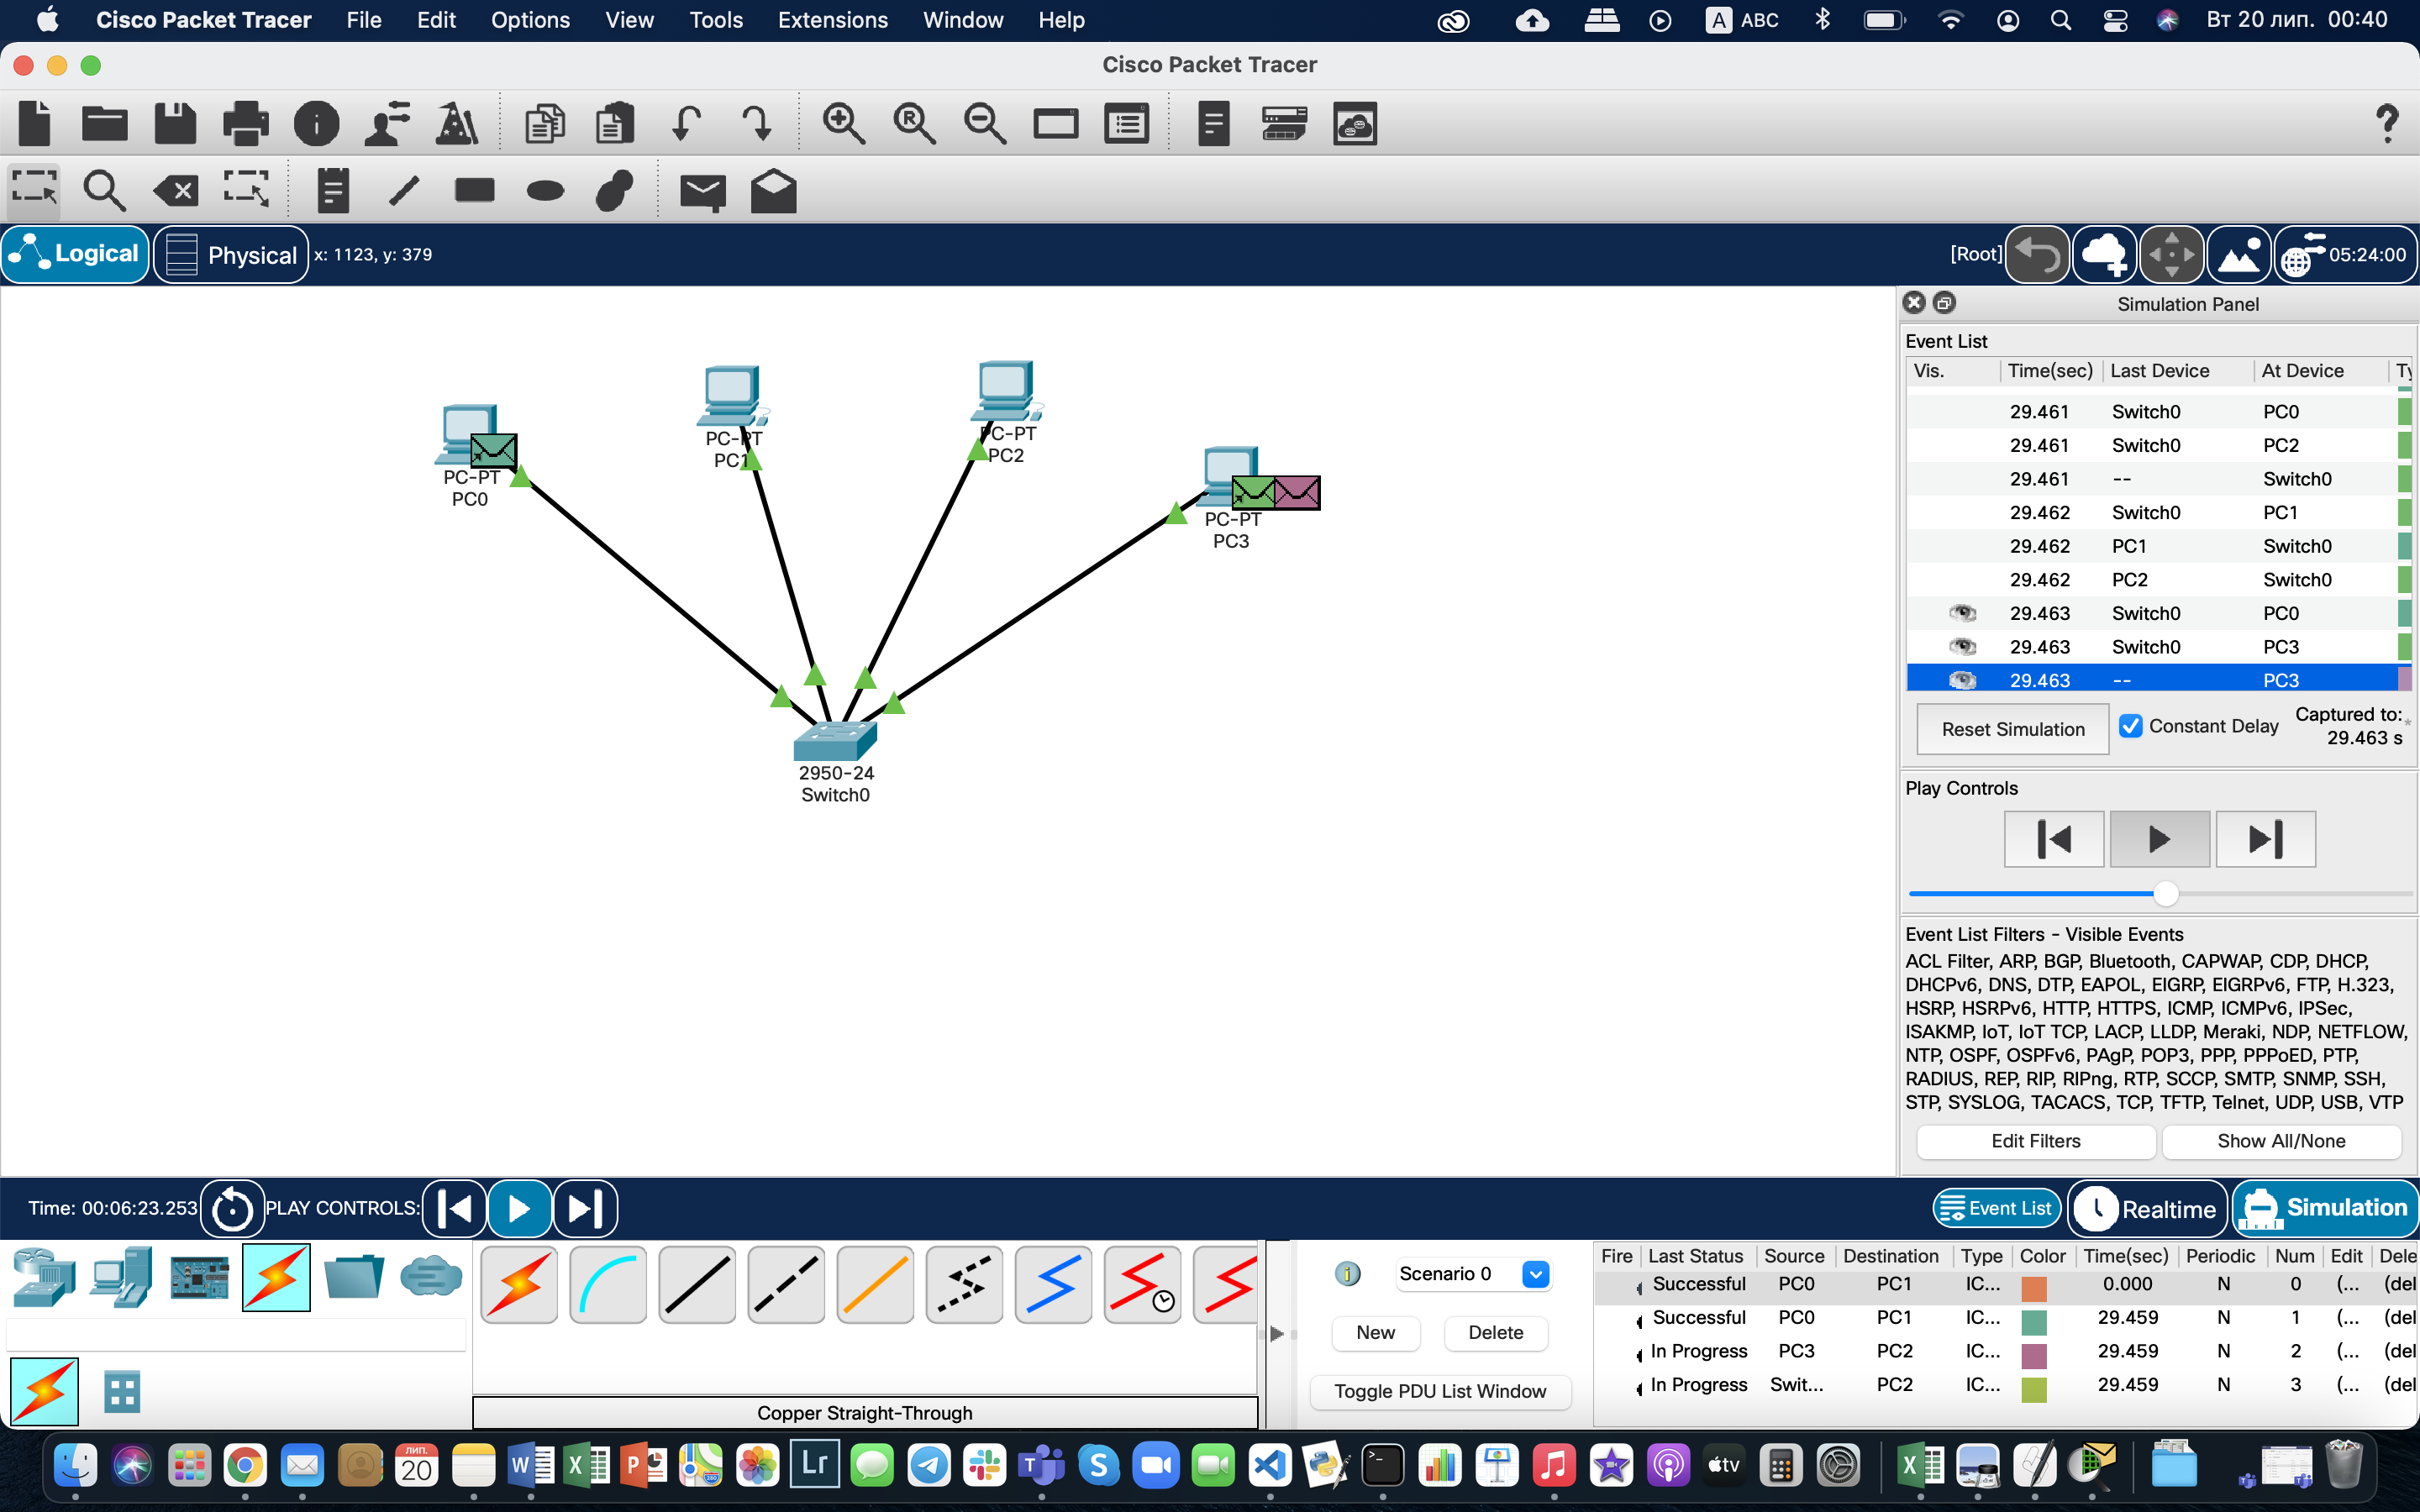 Cisco Packet Tracer File Edit Options View Tools Extensions Window Help A ABC Вт 20 лип. 00:40
Cisco Packet Tracer
Logical Physical x: 1123, y: 379 [Root] 05:24:00
Simulation Panel
Event List
Vis. Time(sec) Last Device At Device Ty
29.461 Switch0 PC0
29.461 Switch0 PC2
29.461 -- Switch0
29.462 Switch0 PC1
29.462 PC1 Switch0
29.462 PC2 Switch0
29.463 Switch0 PC0
29.463 Switch0 PC3
29.463 -- PC3
Reset Simulation Constant Delay Captured to:*
29.463 s
PC-PT
PC0
PC-PT
PC1
PC-PT
PC2
PC-PT
PC3
2950-24
Switch0
Play Controls
Event List Filters - Visible Events
ACL Filter, ARP, BGP, Bluetooth, CAPWAP, CDP, DHCP,
DHCPv6, DNS, DTP, EAPOL, EIGRP, EIGRPv6, FTP, H.323,
HSRP, HSRPv6, HTTP, HTTPS, ICMP, ICMPv6, IPSec,
ISAKMP, IoT, IoT TCP, LACP, LLDP, Meraki, NDP, NETFLOW,
NTP, OSPF, OSPFv6, PAgP, POP3, PPP, PPPoED, PTP,
RADIUS, REP, RIP, RIPng, RTP, SCCP, SMTP, SNMP, SSH,
STP, SYSLOG, TACACS, TCP, TFTP, Telnet, UDP, USB, VTP
Edit Filters Show All/None
Time: 00:06:23.253 PLAY CONTROLS: Event List Realtime Simulation
Scenario 0
New Delete
Toggle PDU List Window
Fire Last Status Source Destination Type Color Time(sec) Periodic Num Edit Dele
Successful PC0 PC1 IC... 0.000 N 0 (... (del
Successful PC0 PC1 IC... 29.459 N 1 (... (del
In Progress PC3 PC2 IC... 29.459 N 2 (... (del
In Progress Swit... PC2 IC... 29.459 N 3 (... (del
Copper Straight-Through
ЛИП.
20
W
X
P
Lr
T
S
tv
X